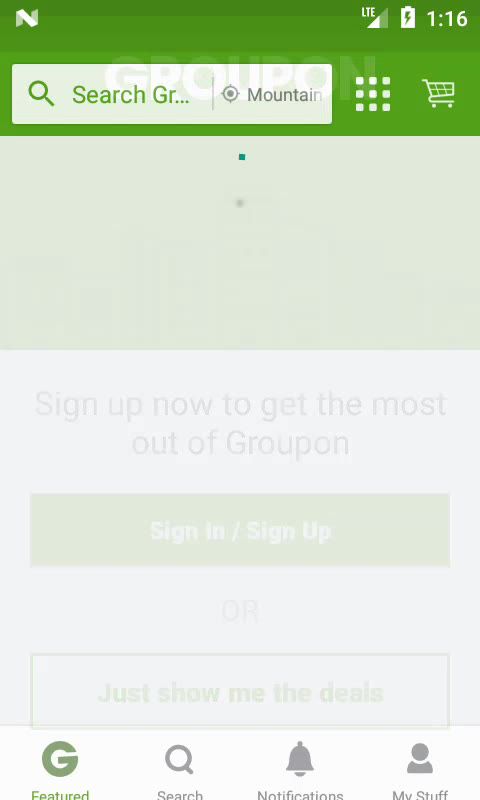 LTE 1:16
GROUPON
Search Gr... Mountain
Sign up now to get the most
out of Groupon
Sign In / Sign Up
OR
Just show me the deals
G
Featured Search Notifications My Stuff